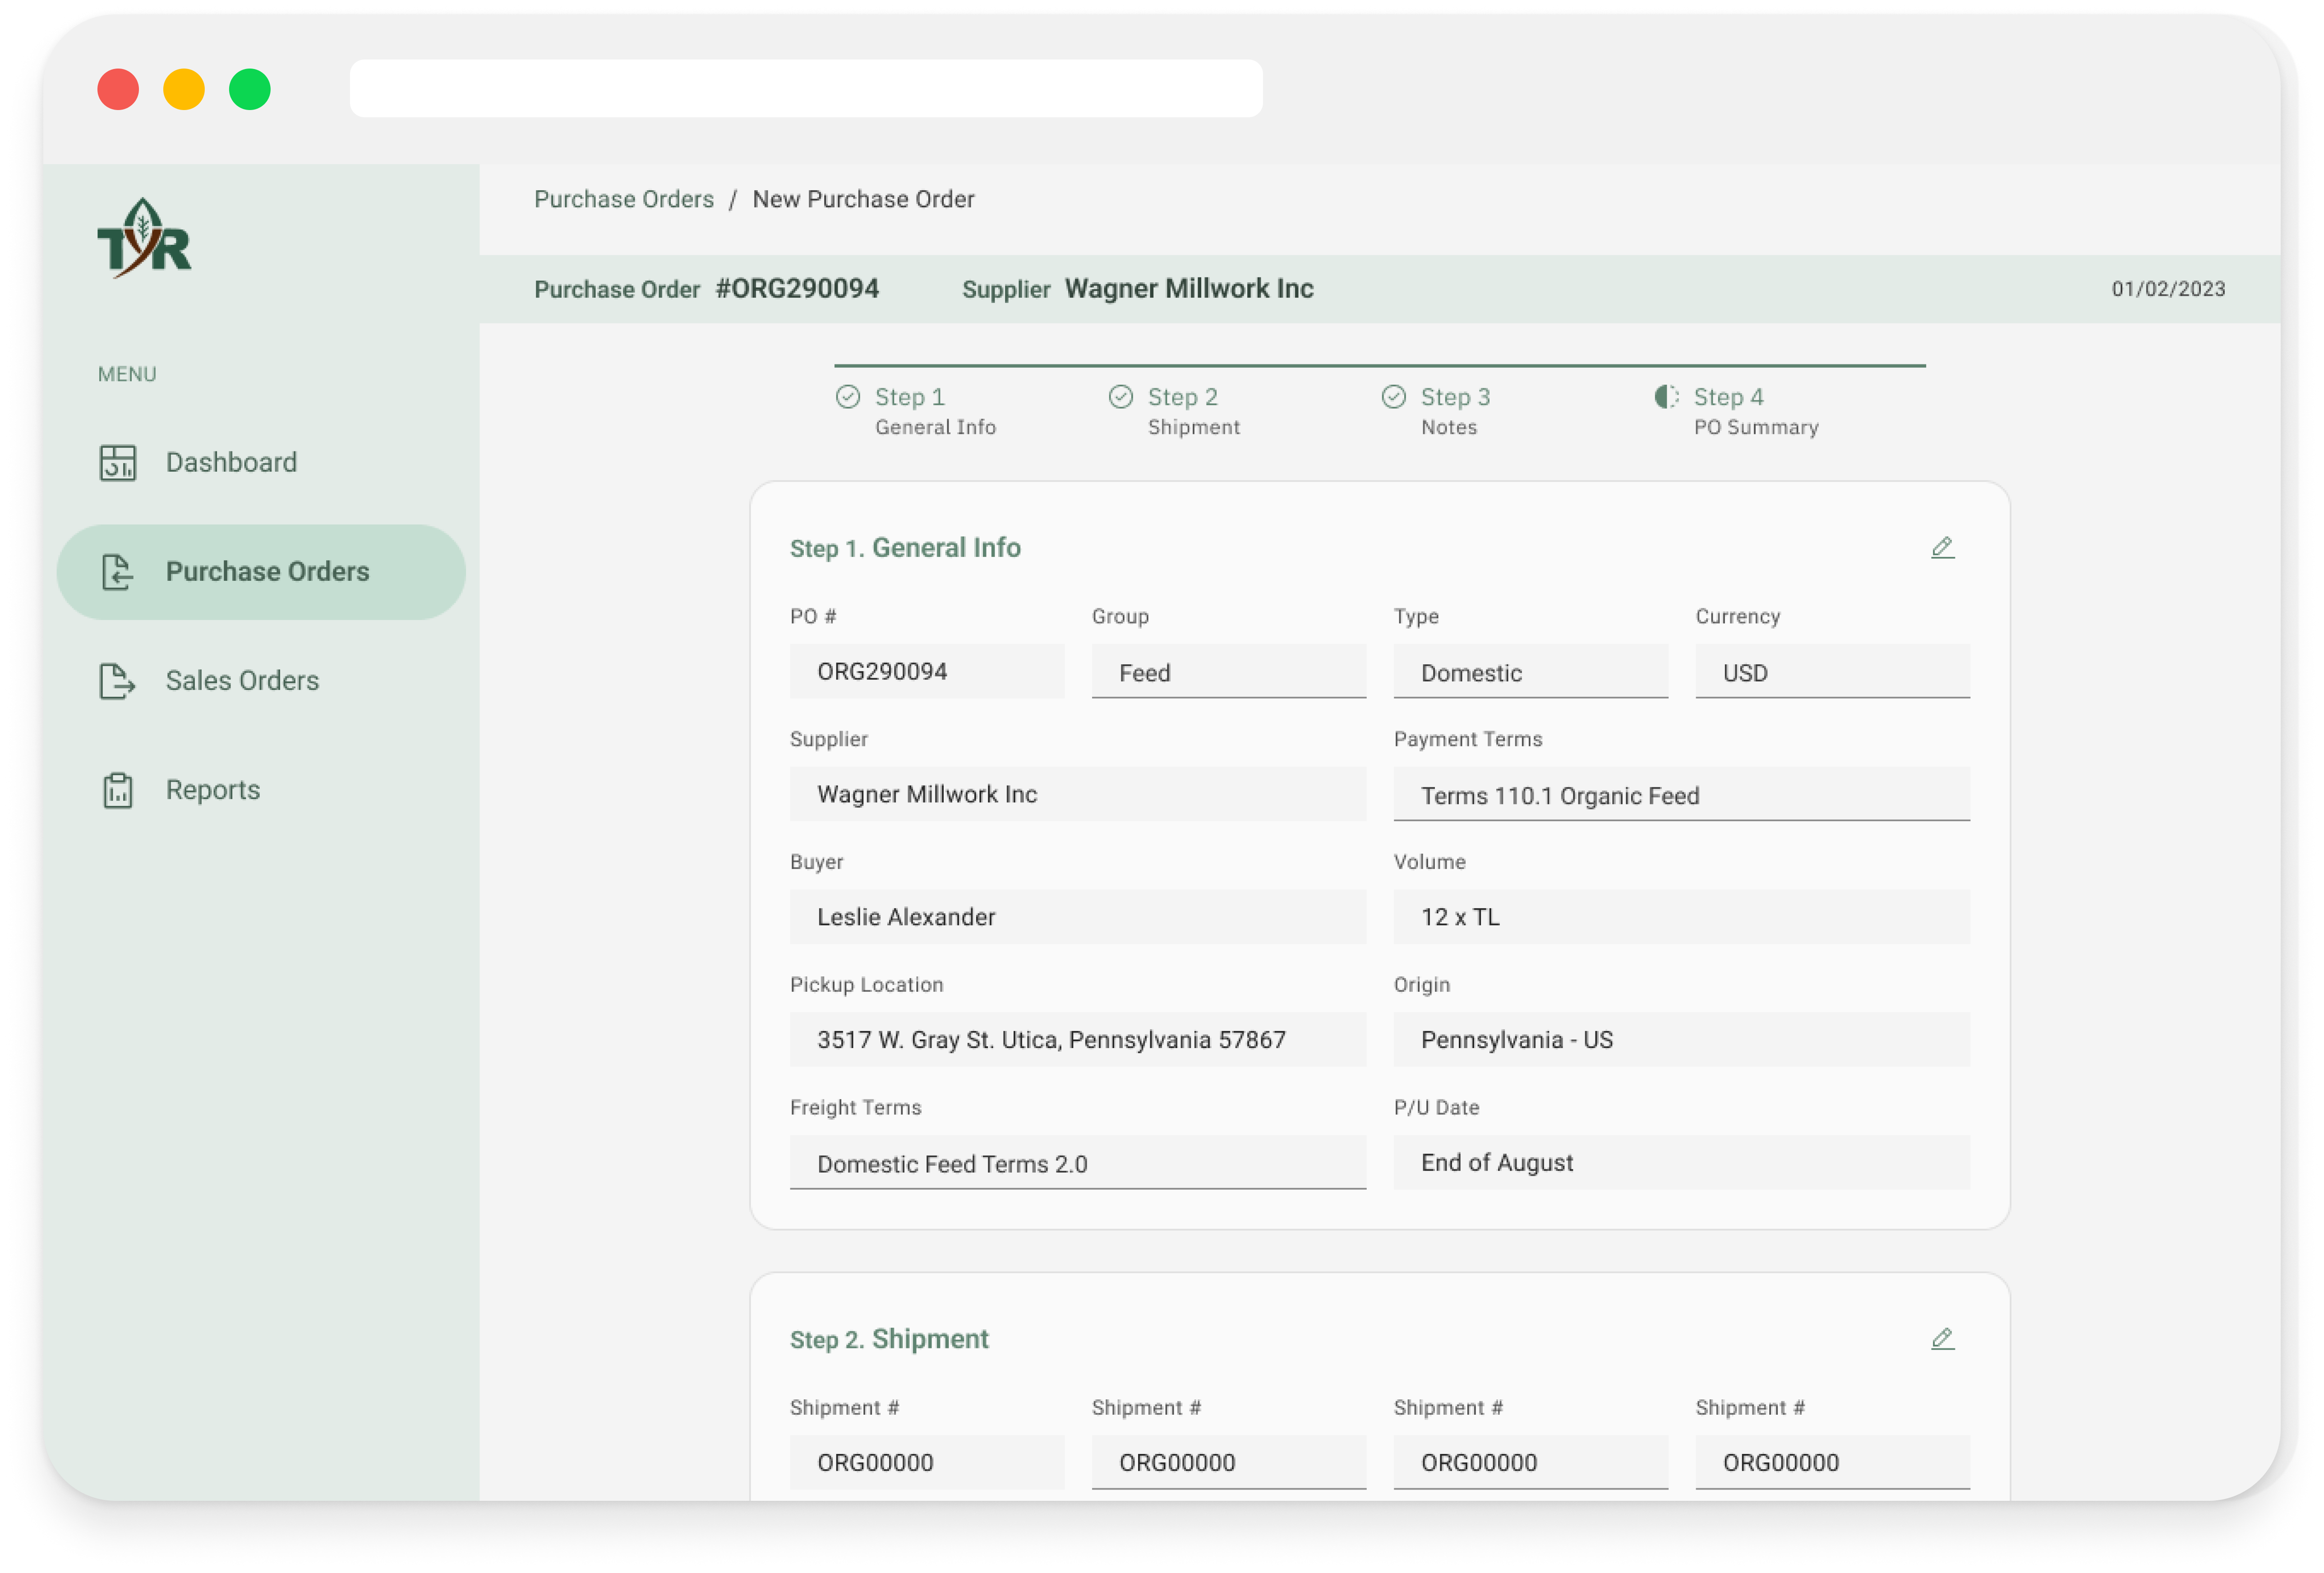 TYR
Purchase Orders / New Purchase Order
Purchase Order #ORG290094 Supplier Wagner Millwork Inc 01/02/2023
MENU
Dashboard
Purchase Orders
Sales Orders
Reports
Step 1 Step 2 Step 3 Step 4
General Info Shipment Notes PO Summary
Step 1. General Info
PO # Group Type Currency
ORG290094 Feed Domestic USD
Supplier Payment Terms
Wagner Millwork Inc Terms 110.1 Organic Feed
Buyer Volume
Leslie Alexander 12 x TL
Pickup Location Origin
3517 W. Gray St. Utica, Pennsylvania 57867 Pennsylvania - US
Freight Terms P/U Date
Domestic Feed Terms 2.0 End of August
Step 2. Shipment
Shipment # Shipment # Shipment # Shipment #
ORG00000 ORG00000 ORG00000 ORG00000